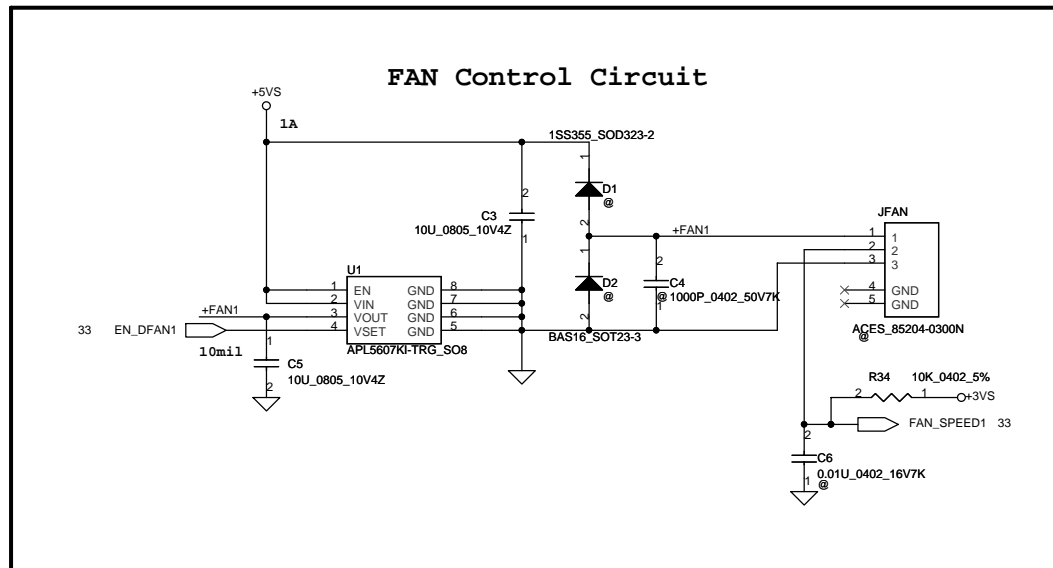 FAN Control Circuit
+5VS
1A
1SS355_SOD323-2
1
2
D1
@
2
C3
10U_0805_10V4Z
1
JFAN
+FAN1
1 1
2 2
3 3
4 GND
5 GND
ACES_85204-0300N
@
1
D2
@
2
BAS16_SOT23-3
2
C4
@ 1000P_0402_50V7K
1
U1
1 EN GND 8
2 VIN GND 7
3 VOUT GND 6
4 VSET GND 5
APL5607KI-TRG_SO8
+FAN1
33 EN_DFAN1
10mil
1
C5
10U_0805_10V4Z
2
R34 10K_0402_5%
2 1 +3VS
FAN_SPEED1 33
2
C6
0.01U_0402_16V7K
1 @